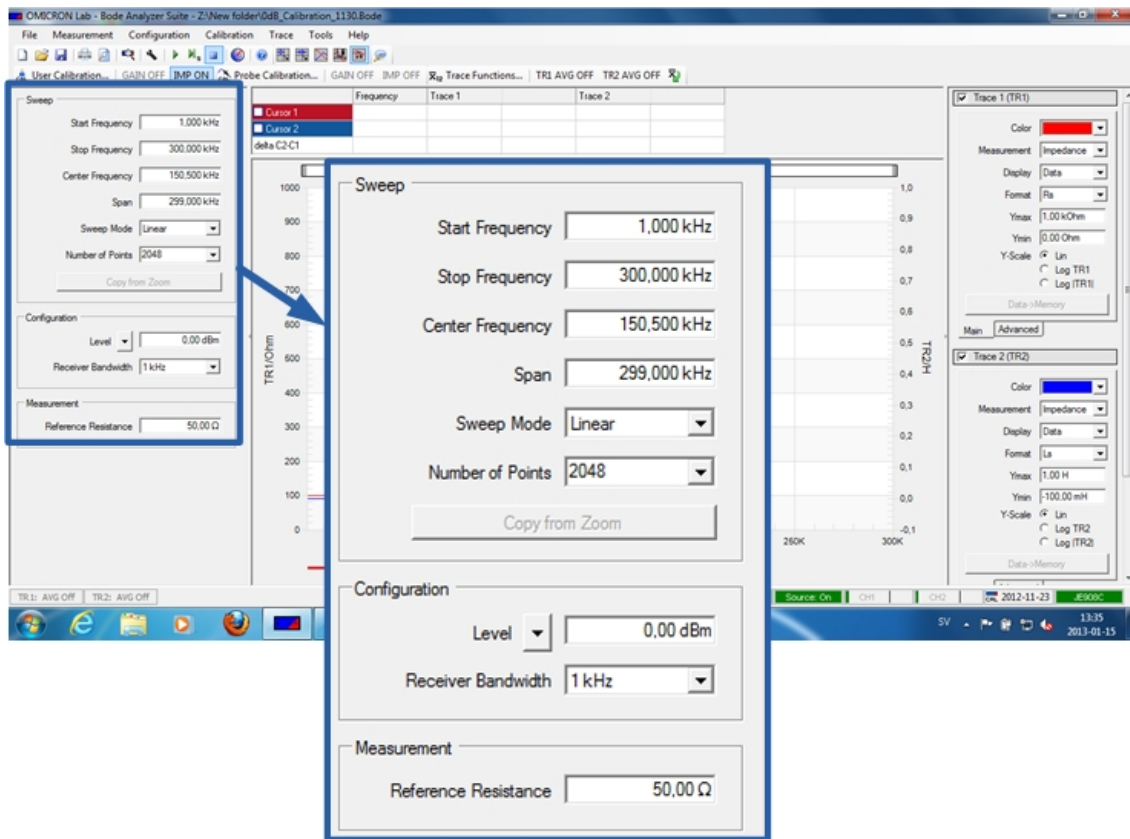 OMICRON Lab - Bode Analyzer Suite - Z:\New folder\0dB_Calibration_1130.Bode
File Measurement Configuration Calibration Trace Tools Help
User Calibration... GAIN OFF IMP ON Probe Calibration... GAIN OFF IMP OFF Trace Functions... TR1 AVG OFF TR2 AVG OFF
Sweep
Start Frequency 1,000 kHz
Stop Frequency 300,000 kHz
Center Frequency 150,500 kHz
Span 299,000 kHz
Sweep Mode Linear
Number of Points 2048
Copy from Zoom
Configuration
Level 0.00 dBm
Receiver Bandwidth 1 kHz
Measurement
Reference Resistance 50,00 Ω
Frequency Trace 1 Trace 2
Cursor 1
Cursor 2
delta C2-C1
TR1/Ohm
1000
900
800
700
600
500
400
300
200
100
0
Sweep
Start Frequency 1,000 kHz
Stop Frequency 300,000 kHz
Center Frequency 150,500 kHz
Span 299,000 kHz
Sweep Mode Linear
Number of Points 2048
Copy from Zoom
Configuration
Level 0,00 dBm
Receiver Bandwidth 1 kHz
Measurement
Reference Resistance 50,00 Ω
1,0
0,9
0,8
0,7
0,6
0,5
0,4
0,3
0,2
0,1
0,0
-0,1
TR2/H
260K 300K
Trace 1 (TR1)
Color
Measurement Impedance
Display Data
Format Rs
Ymax 1,00 kOhm
Ymin 0,00 Ohm
Y-Scale Lin
Log TR1
Log |TR1|
Data->Memory
Main Advanced
Trace 2 (TR2)
Color
Measurement Impedance
Display Data
Format Ls
Ymax 1,00 H
Ymin -100,00 mH
Y-Scale Lin
Log TR2
Log |TR2|
Data->Memory
TR1: AVG Off TR2: AVG Off
Source: On CH1 CH2 2012-11-23 JE908C
SV 13:35
2013-01-15